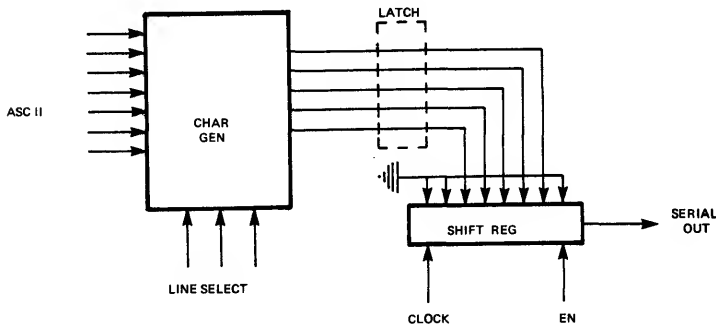 LATCH
ASC II
CHAR
GEN
SHIFT REG
SERIAL
OUT
LINE SELECT
CLOCK
EN